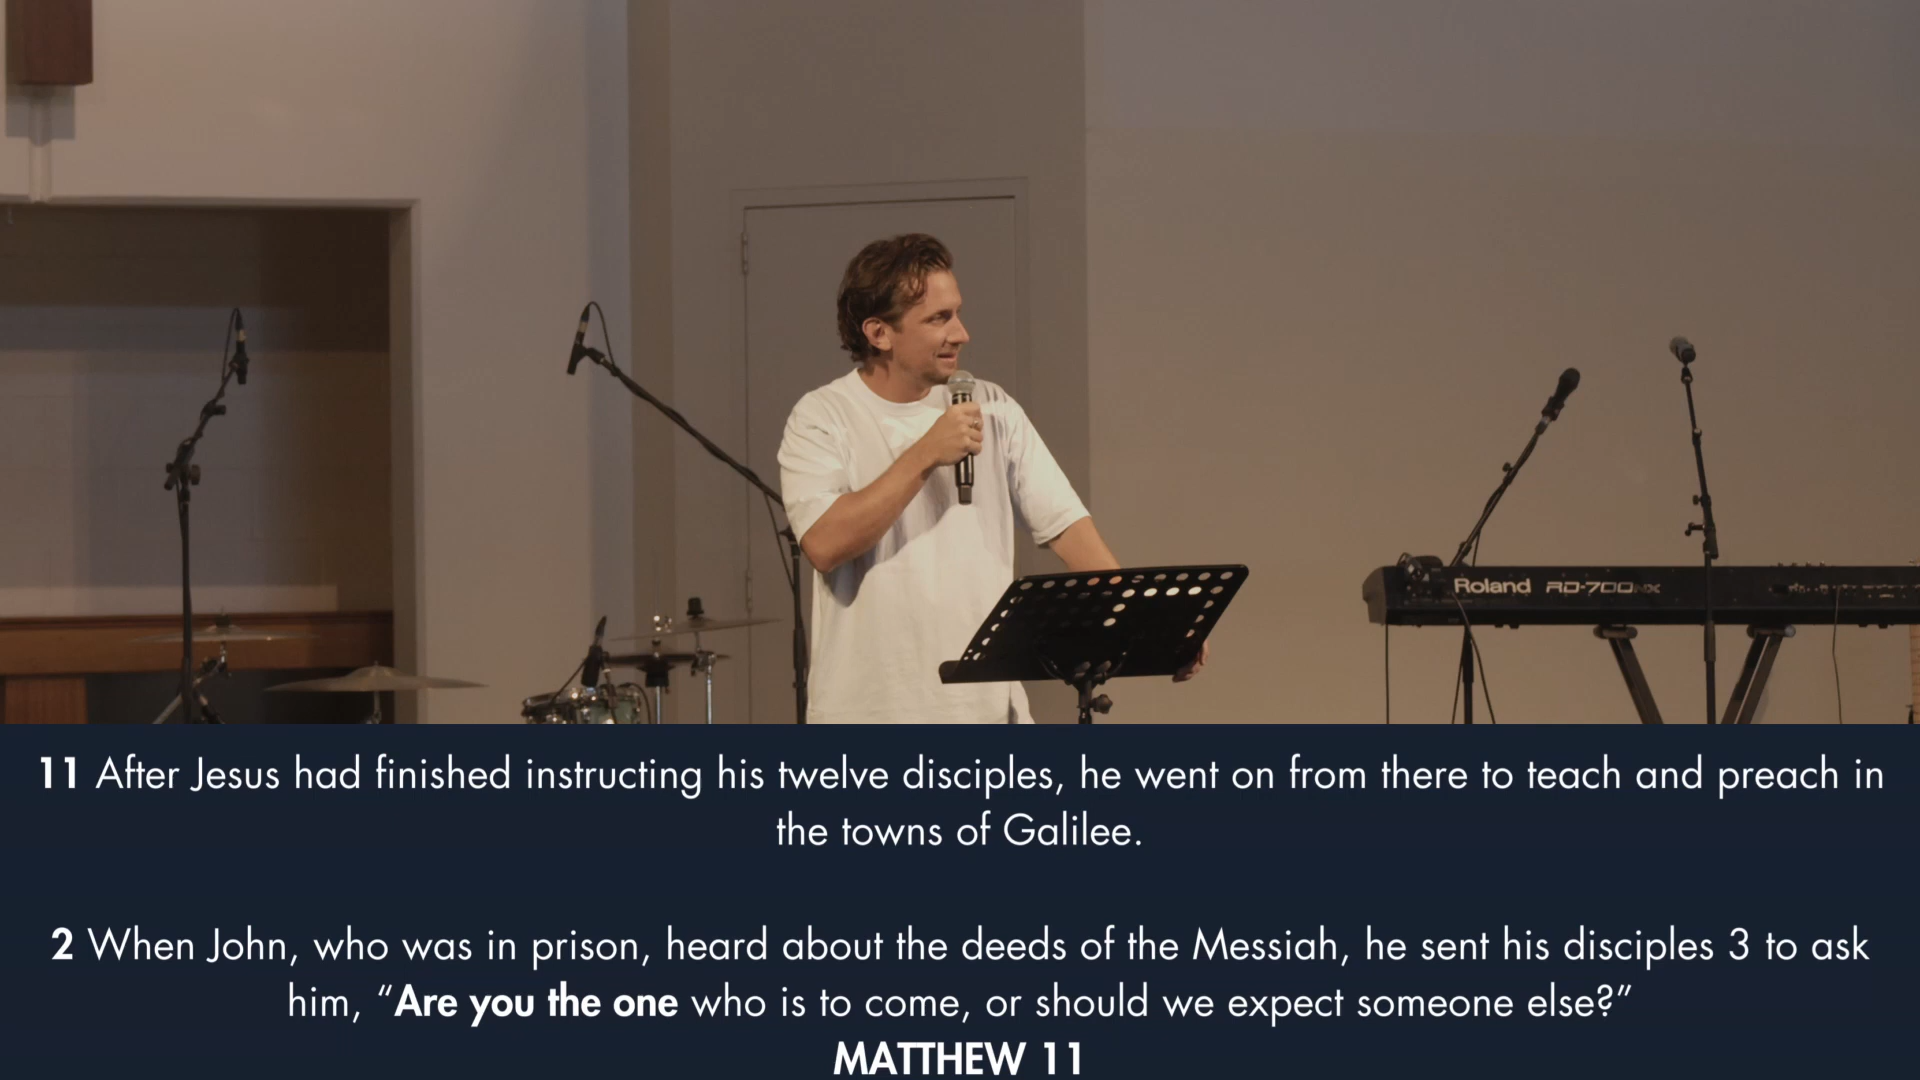 Roland RD-700NX
11 After Jesus had finished instructing his twelve disciples, he went on from there to teach and preach in
the towns of Galilee.
2 When John, who was in prison, heard about the deeds of the Messiah, he sent his disciples 3 to ask
him, “Are you the one who is to come, or should we expect someone else?”
MATTHEW 11